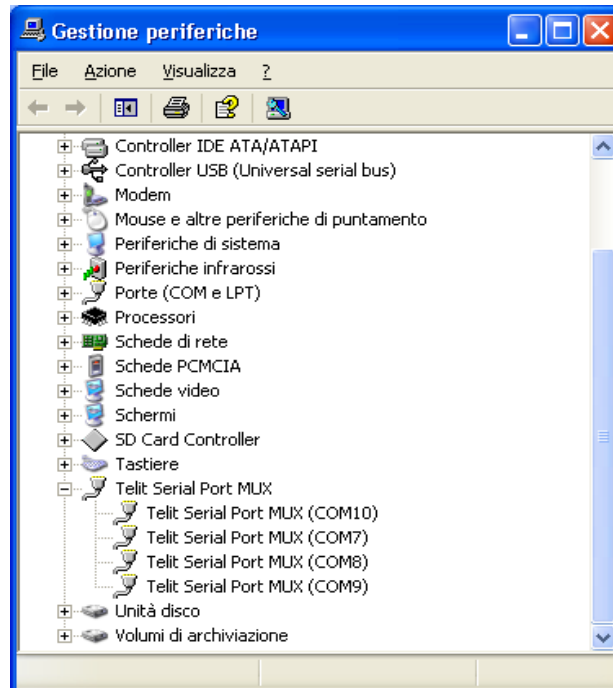 Gestione periferiche
File Azione Visualizza ?
Controller IDE ATA/ATAPI
Controller USB (Universal serial bus)
Modem
Mouse e altre periferiche di puntamento
Periferiche di sistema
Periferiche infrarossi
Porte (COM e LPT)
Processori
Schede di rete
Schede PCMCIA
Schede video
Schermi
SD Card Controller
Tastiere
Telit Serial Port MUX
Telit Serial Port MUX (COM10)
Telit Serial Port MUX (COM7)
Telit Serial Port MUX (COM8)
Telit Serial Port MUX (COM9)
Unità disco
Volumi di archiviazione